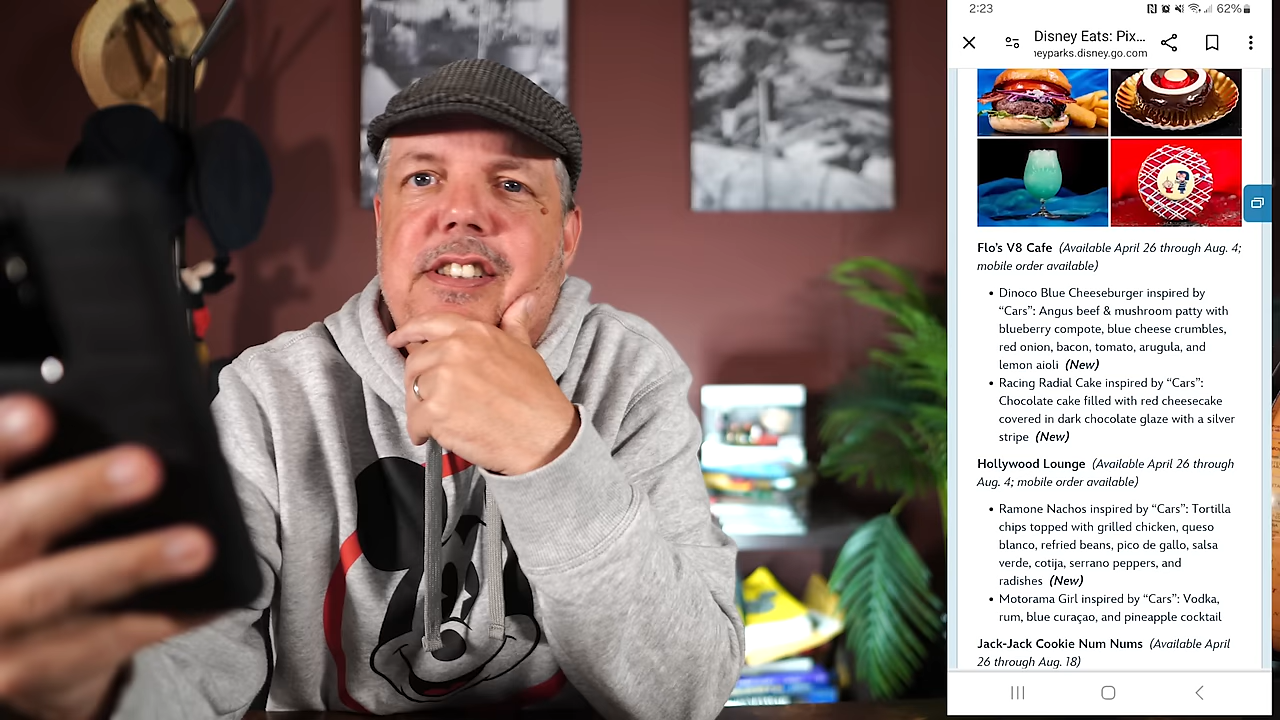 2:23
62%
Disney Eats: Pix...
neyparks.disney.go.com
Flo's V8 Cafe (Available April 26 through Aug. 4;
mobile order available)
• Dinoco Blue Cheeseburger inspired by
“Cars”: Angus beef & mushroom patty with
blueberry compote, blue cheese crumbles,
red onion, bacon, tomato, arugula, and
lemon aioli (New)
• Racing Radial Cake inspired by “Cars”:
Chocolate cake filled with red cheesecake
covered in dark chocolate glaze with a silver
stripe (New)
Hollywood Lounge (Available April 26 through
Aug. 4; mobile order available)
• Ramone Nachos inspired by “Cars”: Tortilla
chips topped with grilled chicken, queso
blanco, refried beans, pico de gallo, salsa
verde, cotija, serrano peppers, and
radishes (New)
• Motorama Girl inspired by “Cars”: Vodka,
rum, blue curaçao, and pineapple cocktail
Jack-Jack Cookie Num Nums (Available April
26 through Aug. 18)